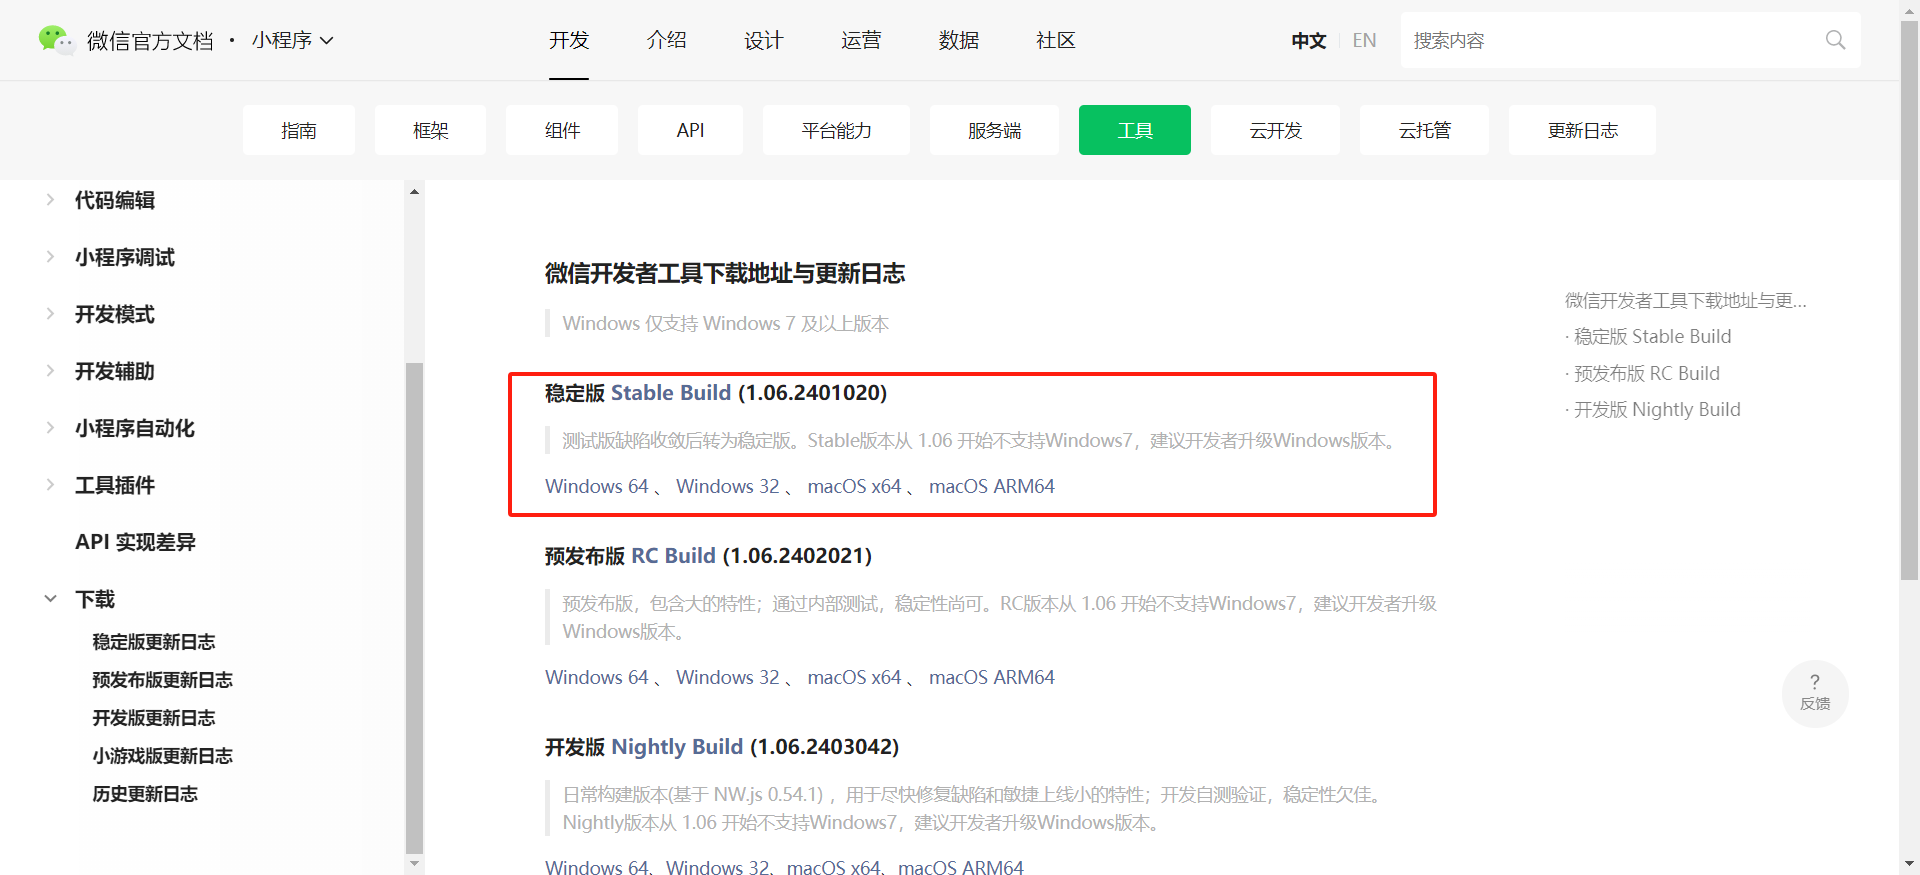 微信官方文档 · 小程序
开发 介绍 设计 运营 数据 社区
中文 EN 搜索内容
指南 框架 组件 API 平台能力 服务端 工具 云开发 云托管 更新日志
代码编辑
小程序调试
开发模式
开发辅助
小程序自动化
工具插件
API 实现差异
下载
稳定版更新日志
预发布版更新日志
开发版更新日志
小游戏版更新日志
历史更新日志
微信开发者工具下载地址与更新日志
Windows 仅支持 Windows 7 及以上版本
稳定版 Stable Build (1.06.2401020)
测试版缺陷收敛后转为稳定版。Stable版本从 1.06 开始不支持Windows7，建议开发者升级Windows版本。
Windows 64 、 Windows 32 、 macOS x64 、 macOS ARM64
预发布版 RC Build (1.06.2402021)
预发布版，包含大的特性；通过内部测试，稳定性尚可。RC版本从 1.06 开始不支持Windows7，建议开发者升级
Windows版本。
Windows 64 、 Windows 32 、 macOS x64 、 macOS ARM64
开发版 Nightly Build (1.06.2403042)
日常构建版本(基于 NW.js 0.54.1) ，用于尽快修复缺陷和敏捷上线小的特性；开发自测验证，稳定性欠佳。
Nightly版本从 1.06 开始不支持Windows7，建议开发者升级Windows版本。
Windows 64、Windows 32、macOS x64、macOS ARM64
微信开发者工具下载地址与更...
· 稳定版 Stable Build
· 预发布版 RC Build
· 开发版 Nightly Build
?
反馈